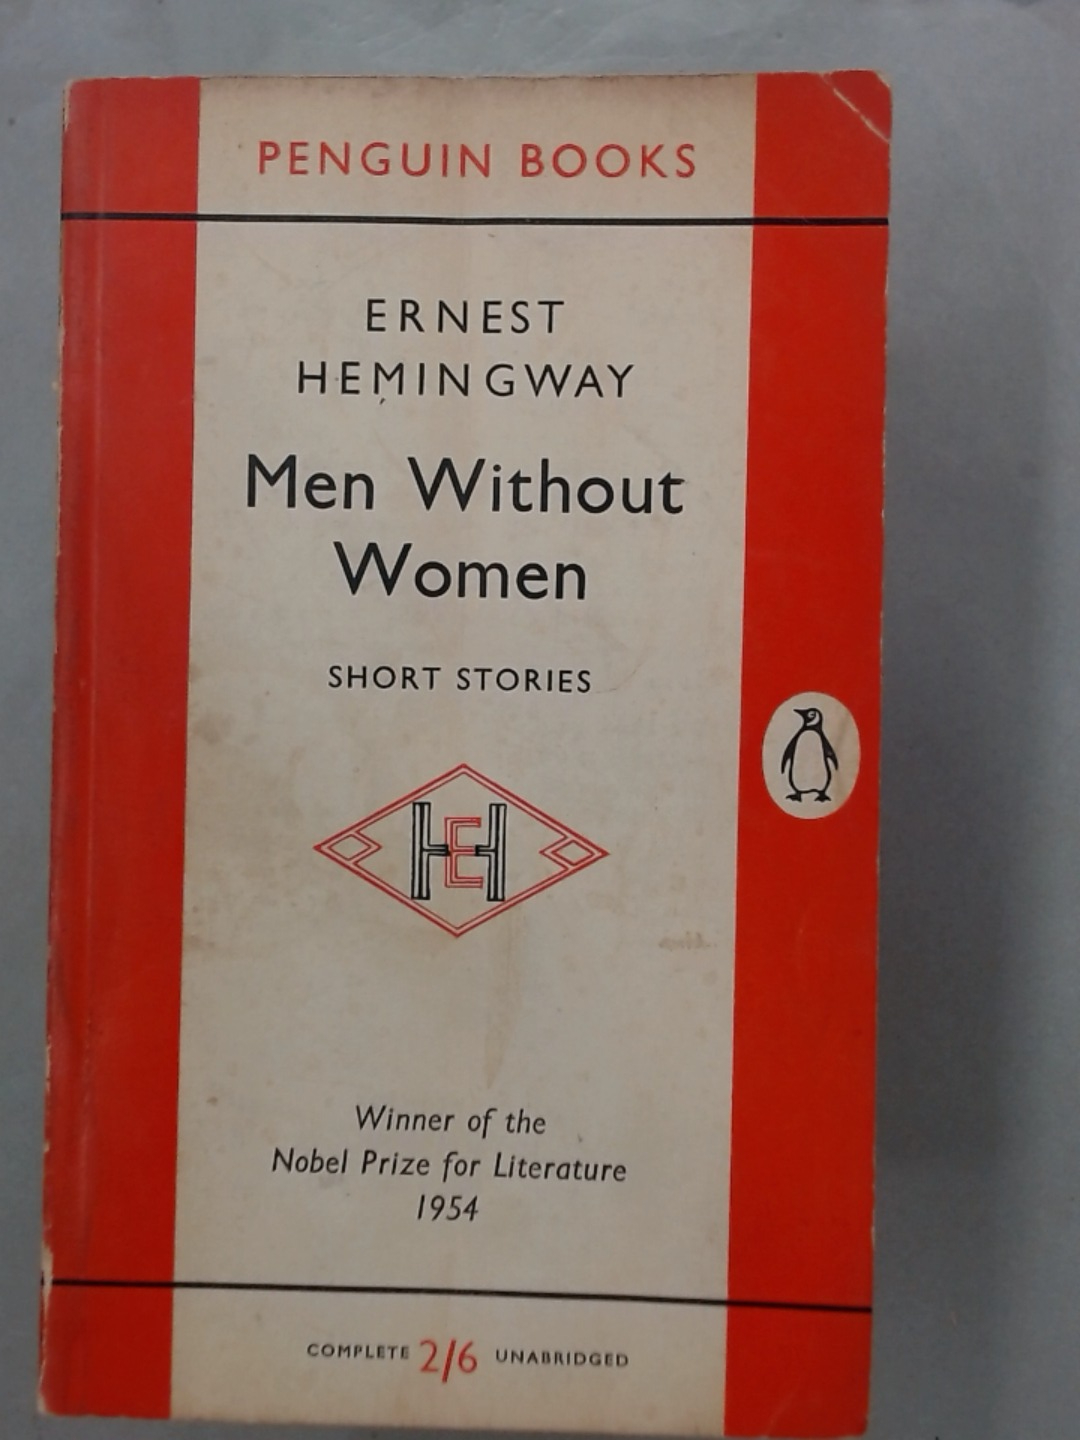 PENGUIN BOOKS
ERNEST
HEMINGWAY
Men Without
Women
SHORT STORIES
HEH
Winner of the
Nobel Prize for Literature
1954
COMPLETE 2/6 UNABRIDGED